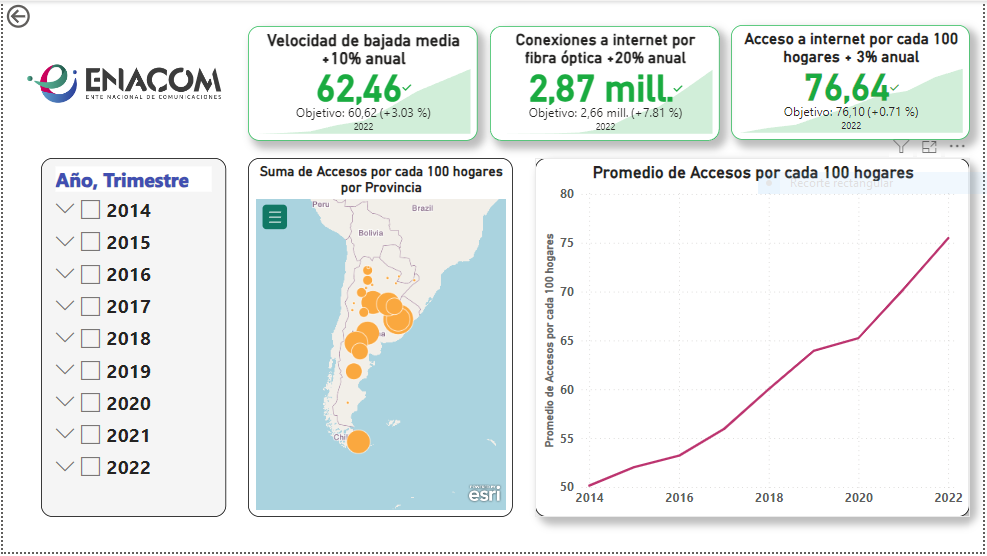 Velocidad de bajada media
+10% anual
62,46
Objetivo: 60,62 (+3.03 %)
2022
Conexiones a internet por
fibra óptica +20% anual
2,87 mill.
Objetivo: 2,66 mill. (+7.81 %)
2022
Acceso a internet por cada 100
hogares + 3% anual
76,64
Objetivo: 76,10 (+0.71 %)
2022
ENACOM
ENTE NACIONAL DE COMUNICACIONES
Año, Trimestre
2014
2015
2016
2017
2018
2019
2020
2021
2022
Suma de Accesos por cada 100 hogares
por Provincia
Peru
Brazil
Bolivia
Chi
esri
Promedio de Accesos por cada 100 hogares
Recorte rectangular
Promedio de Accesos por cada 100 hogares
80
75
70
65
60
55
50
2014
2016
2018
2020
2022